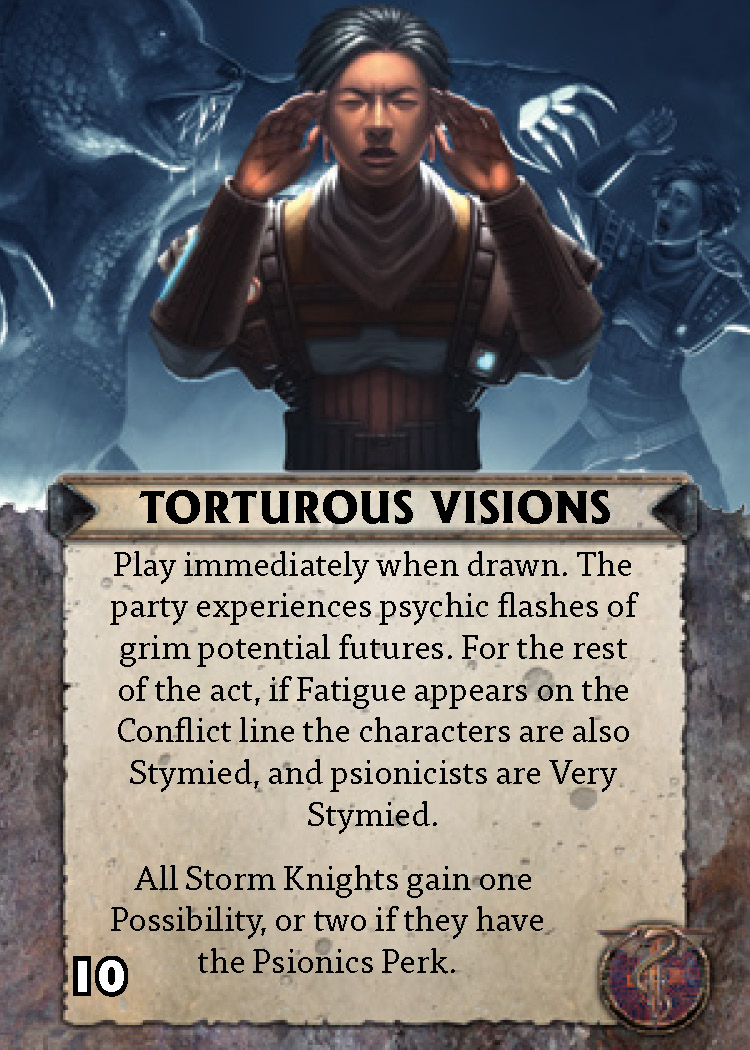 TORTUROUS VISIONS
Play immediately when drawn. The
party experiences psychic flashes of
grim potential futures. For the rest
of the act, if Fatigue appears on the
Conflict line the characters are also
Stymied, and psionicists are Very
Stymied.
All Storm Knights gain one
Possibility, or two if they have
the Psionics Perk.
10